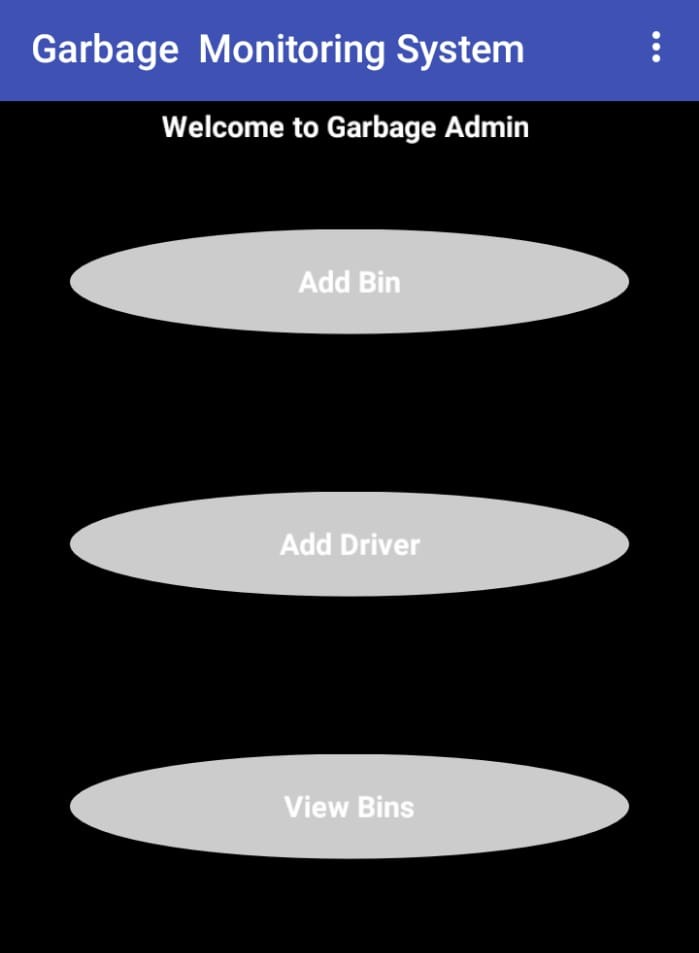 Garbage  Monitoring System
Welcome to Garbage Admin
Add Bin
Add Driver
View Bins